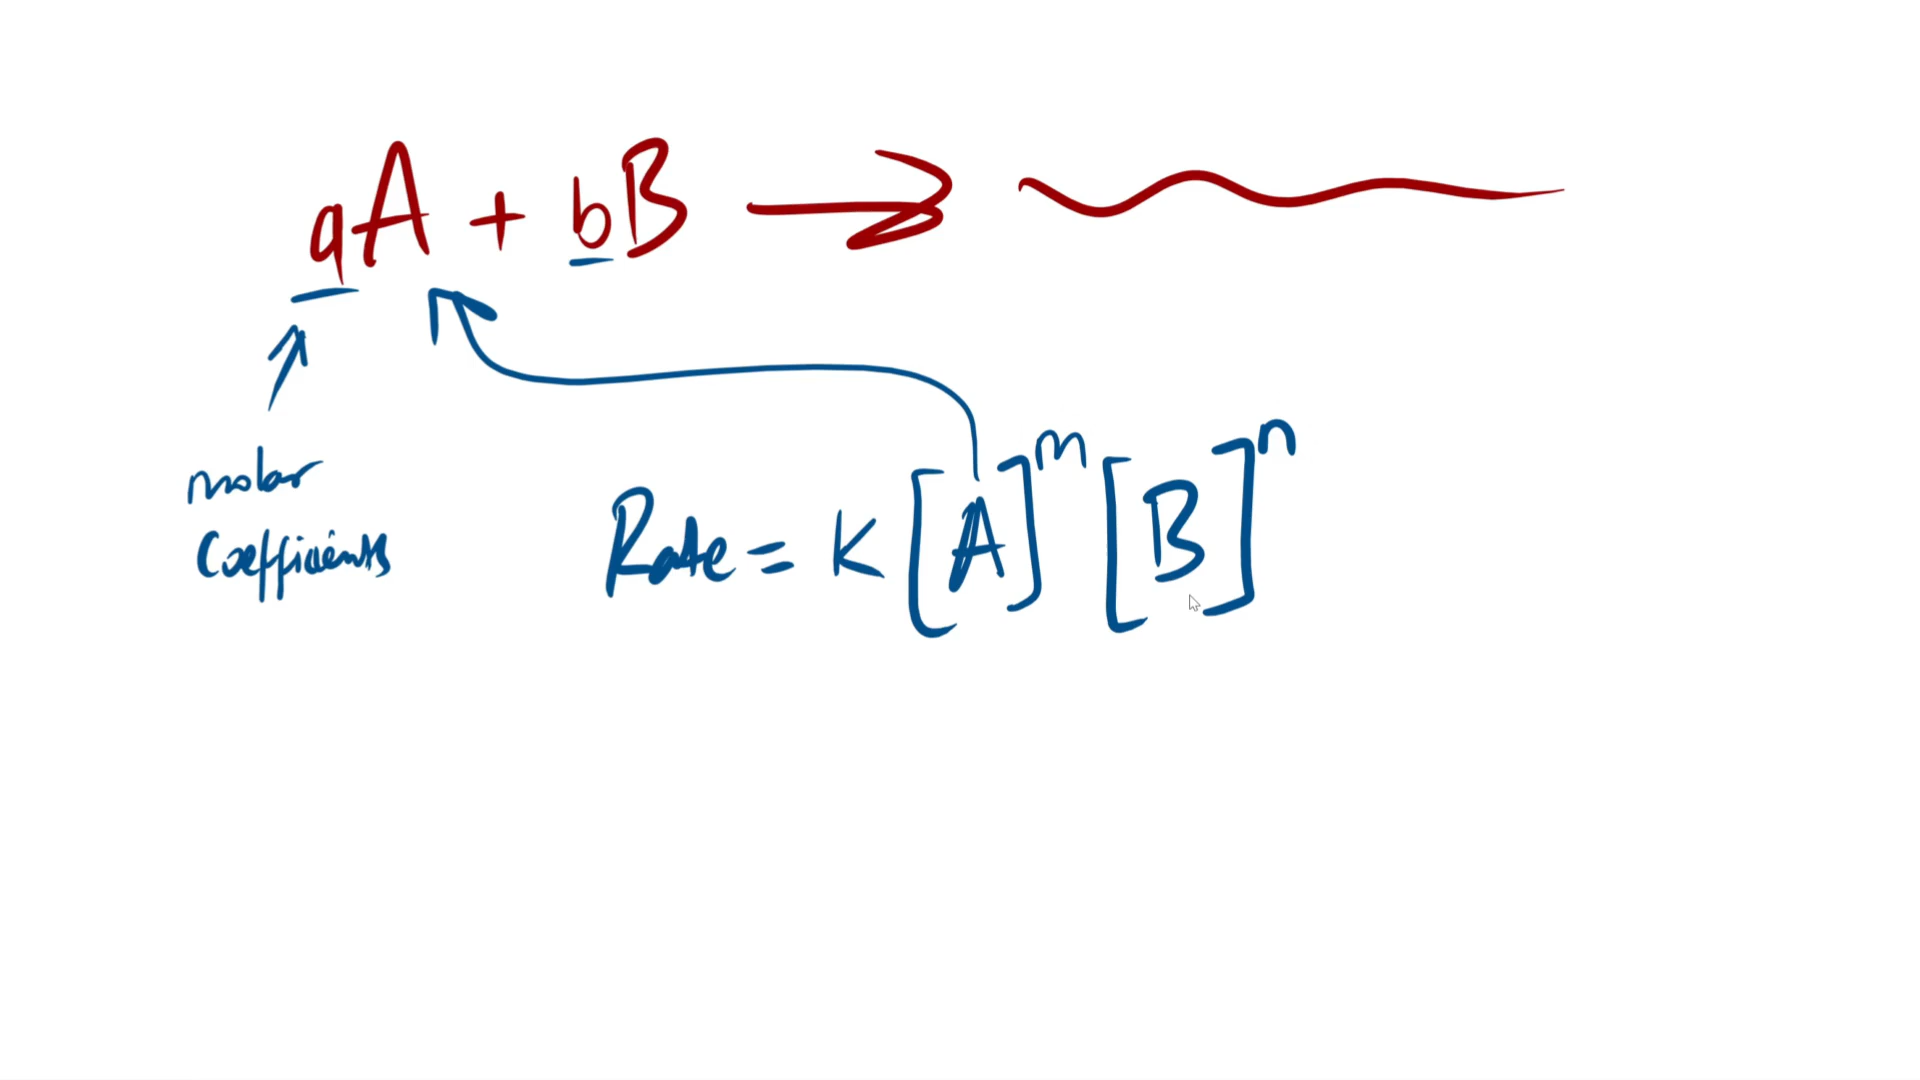 aA + bB →
molar
Coefficients
Rate = K [A]^m [B]^n